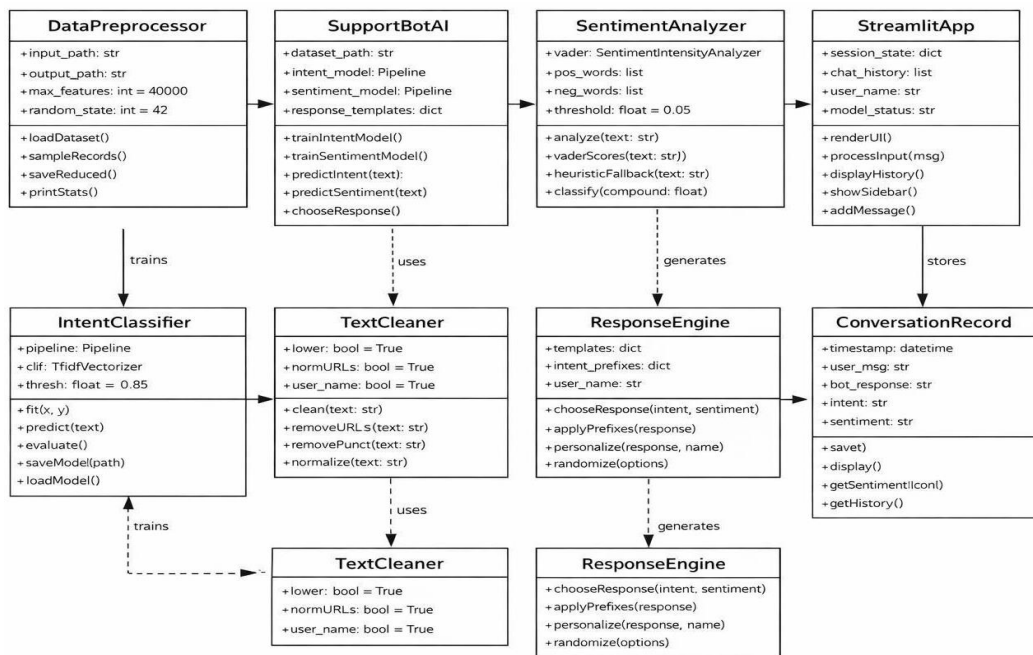 DataPreprocessor
+input_path: str
+output_path: str
+max_features: int = 40000
+random_state: int = 42
+loadDataset()
+sampleRecords()
+saveReduced()
+printStats()
SupportBotAI
+dataset_path: str
+intent_model: Pipeline
+sentiment_model: Pipeline
+response_templates: dict
+trainIntentModel()
+trainSentimentModel()
+predictIntent(text):
+predictSentiment(text)
+chooseResponse()
SentimentAnalyzer
+vader: SentimentIntensityAnalyzer
+pos_words: list
+neg_words: list
+threshold: float = 0.05
+analyze(text: str)
+vaderScores(text: str))
+heuristicFallback(text: str)
+classify(compound: float)
StreamlitApp
+session_state: dict
+chat_history: list
+user_name: str
+model_status: str
+renderUI()
+processInput(msg)
+displayHistory()
+showSidebar()
+addMessage()
trains
uses
generates
stores
IntentClassifier
+pipeline: Pipeline
+clif: TfidfVectorizer
+thresh: float = 0.85
+fit(x, y)
+predict(text)
+evaluate()
+saveModel(path)
+loadModel()
TextCleaner
+lower: bool = True
+normURLs: bool = True
+user_name: bool = True
+clean(text: str)
+removeURLs(text: str)
+removePunct(text: str)
+normalize(text: str)
ResponseEngine
+templates: dict
+intent_prefixes: dict
+user_name: str
+chooseResponse(intent, sentiment)
+applyPrefixes(response)
+personalize(response, name)
+randomize(options)
ConversationRecord
+timestamp: datetime
+user_msg: str
+bot_response: str
+intent: str
+sentiment: str
+savet)
+display()
+getSentiment|Icon(
+getHistory()
trains
uses
generates
TextCleaner
+lower: bool = True
+normURLs: bool = True
+user_name: bool = True
ResponseEngine
+chooseResponse(intent, sentiment)
+applyPrefixes(response)
+personalize(response, name)
+randomize(options)